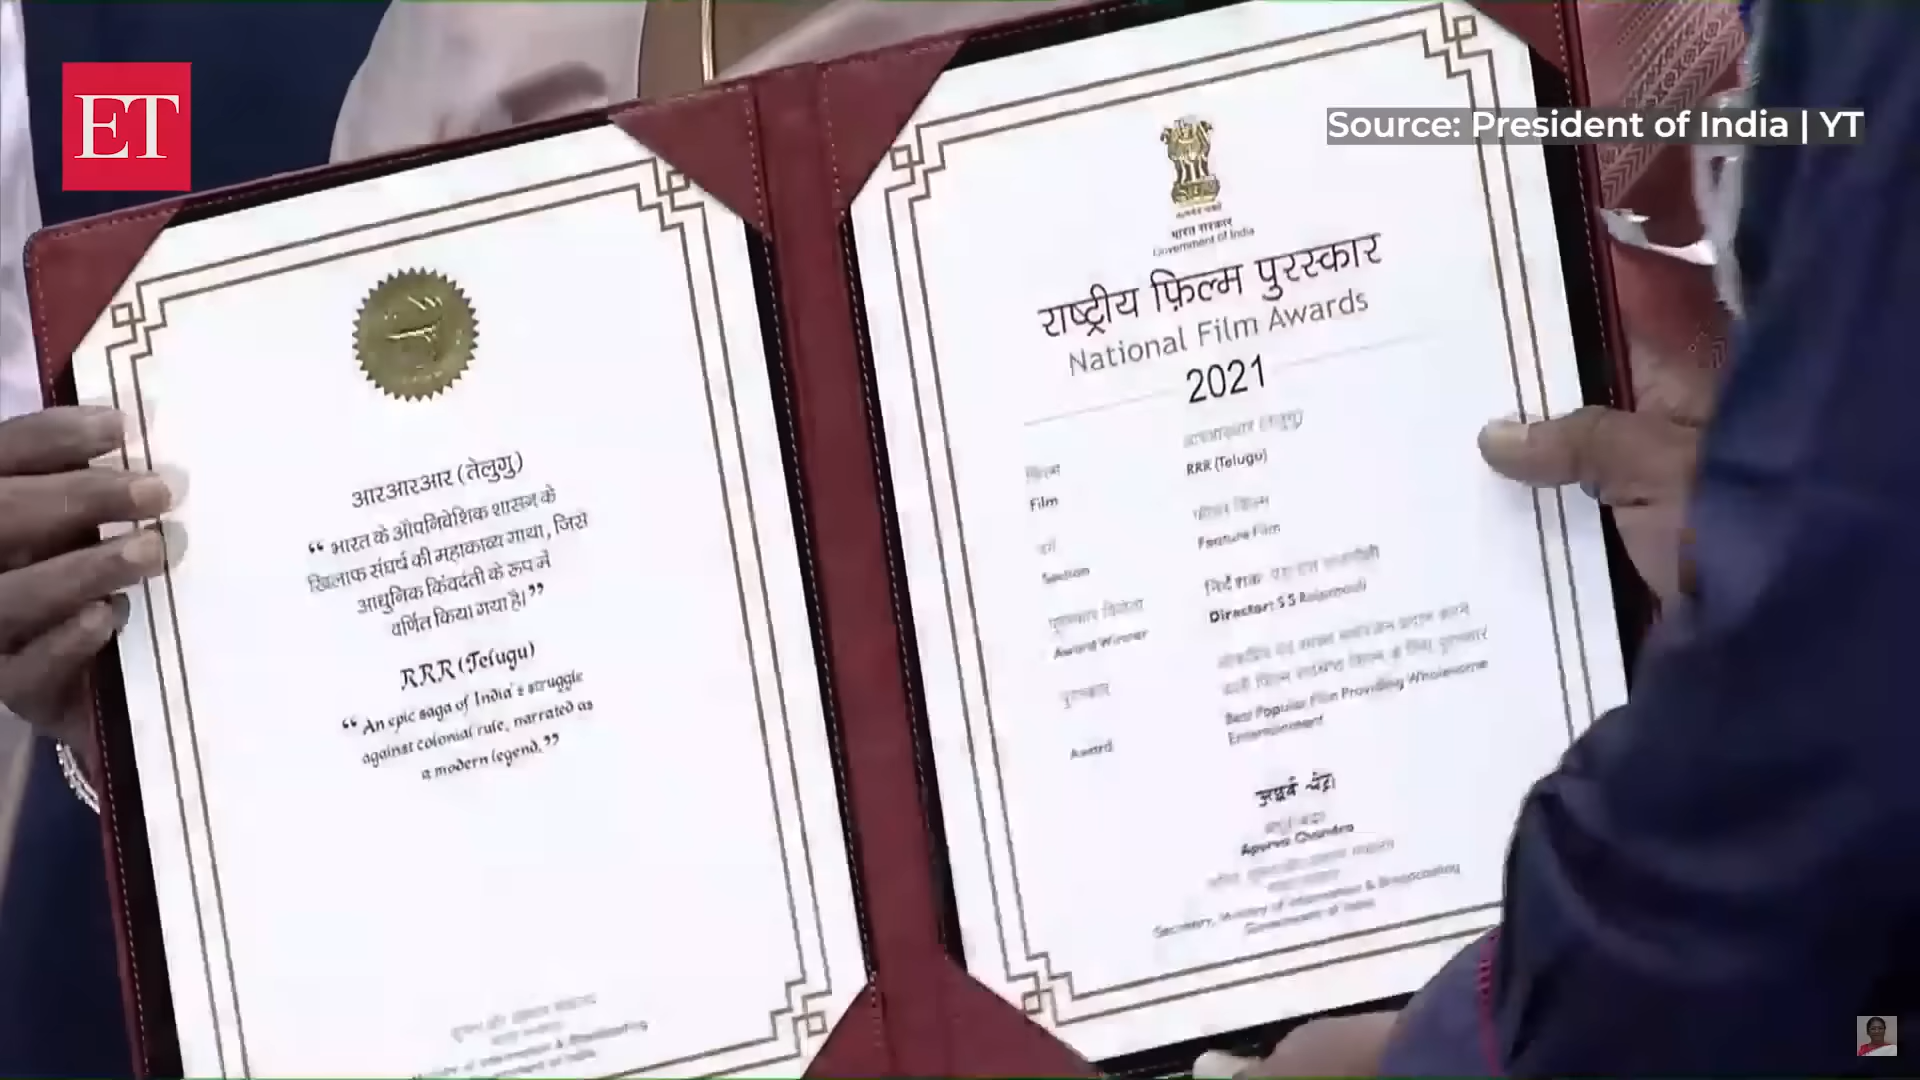 ET
Source: President of India | YT
आरआरआर (तेलुगु)
“ भारत के औपनिवेशिक शासन के
खिलाफ संघर्ष की महाकाव्य गाथा, जिसे
आधुनिक किंवदंती के रूप में
वर्णित किया गया है।”
RRR (Telugu)
“ An epic saga of India's struggle
against colonial rule, narrated as
a modern legend.”
भारत सरकार
Government of India
राष्ट्रीय फ़िल्म पुरस्कार
National Film Awards
2021
आरआरआर (तेलुगु)
Film RRR (Telugu)
Section Feature Film
निर्देशक
Award Winner Director: S S Rajamouli
Award Best Popular Film Providing Wholesome
Entertainment
Apurva Chandra
Secretary, Ministry of Information & Broadcasting
Government of India